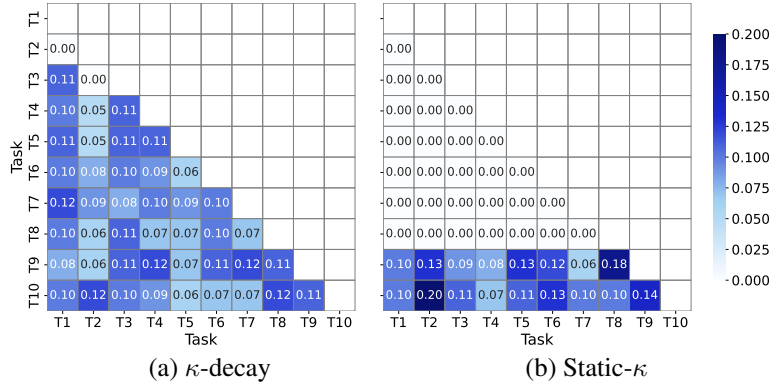 T1
T2 0.00 0.00
T3 0.11 0.00 0.00 0.00
T4 0.10 0.05 0.11 0.00 0.00 0.00
T5 0.11 0.05 0.11 0.11 0.00 0.00 0.00 0.00
T6 0.10 0.08 0.10 0.09 0.06 0.00 0.00 0.00 0.00 0.00
T7 0.12 0.09 0.08 0.10 0.09 0.10 0.00 0.00 0.00 0.00 0.00 0.00
T8 0.10 0.06 0.11 0.07 0.07 0.10 0.07 0.00 0.00 0.00 0.00 0.00 0.00 0.00
T9 0.08 0.06 0.11 0.12 0.07 0.11 0.12 0.11 0.10 0.13 0.09 0.08 0.13 0.12 0.06 0.18
T10 0.10 0.12 0.10 0.09 0.06 0.07 0.07 0.12 0.11 0.10 0.20 0.11 0.07 0.11 0.13 0.10 0.10 0.14
Task
T1 T2 T3 T4 T5 T6 T7 T8 T9 T10
Task
T1 T2 T3 T4 T5 T6 T7 T8 T9 T10
Task
0.200
0.175
0.150
0.125
0.100
0.075
0.050
0.025
0.000
(a) κ-decay
(b) Static-κ